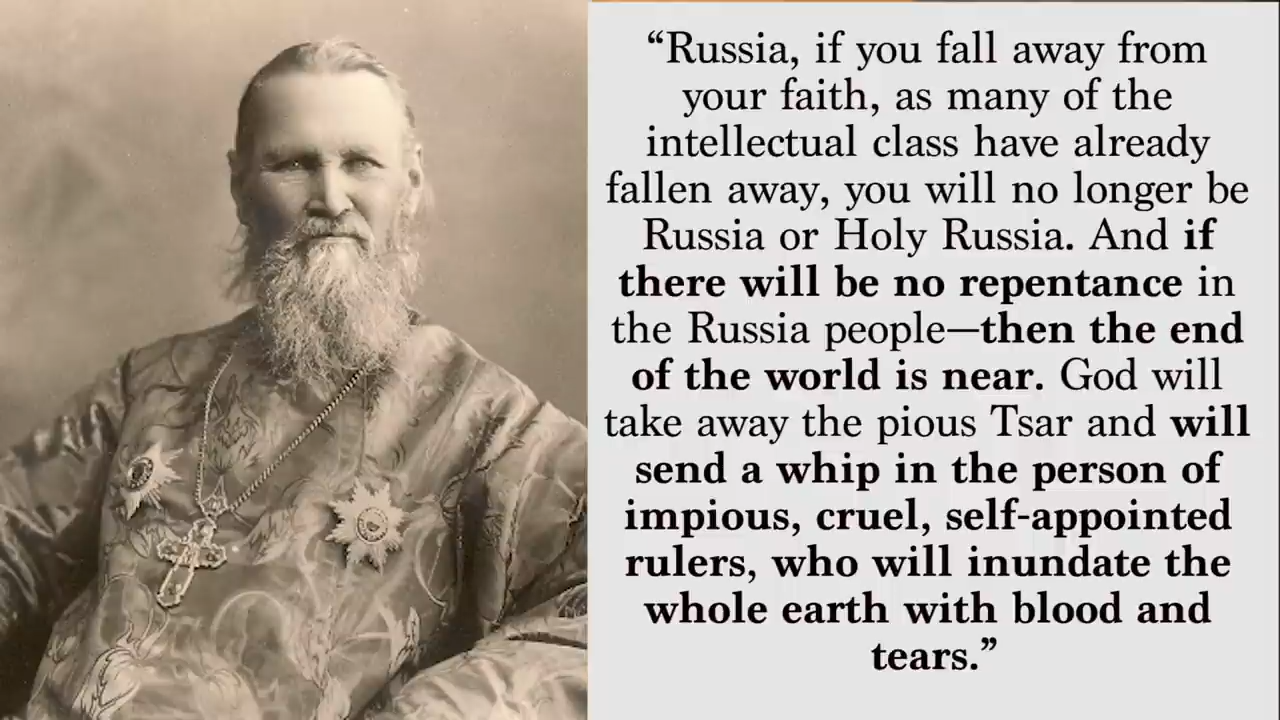 “Russia, if you fall away from
your faith, as many of the
intellectual class have already
fallen away, you will no longer be
Russia or Holy Russia. And if
there will be no repentance in
the Russia people—then the end
of the world is near. God will
take away the pious Tsar and will
send a whip in the person of
impious, cruel, self-appointed
rulers, who will inundate the
whole earth with blood and
tears.”